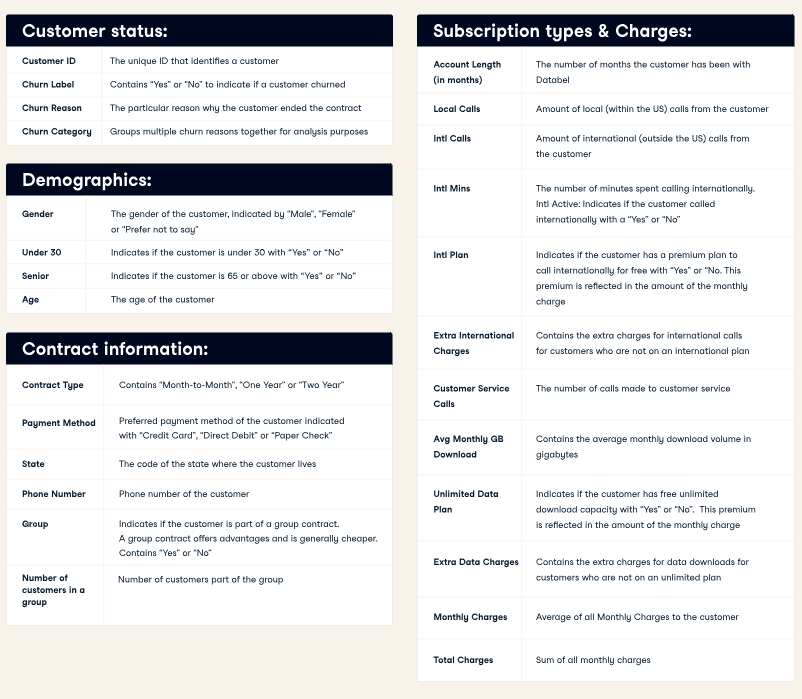 Customer status:
Customer ID The unique ID that identifies a customer
Churn Label Contains “Yes” or “No” to indicate if a customer churned
Churn Reason The particular reason why the customer ended the contract
Churn Category Groups multiple churn reasons together for analysis purposes
Demographics:
Gender The gender of the customer, indicated by “Male”, “Female”
or “Prefer not to say”
Under 30 Indicates if the customer is under 30 with “Yes” or “No”
Senior Indicates if the customer is 65 or above with “Yes” or “No”
Age The age of the customer
Contract information:
Contract Type Contains “Month-to-Month”, “One Year” or “Two Year”
Payment Method Preferred payment method of the customer indicated
with “Credit Card”, “Direct Debit” or “Paper Check”
State The code of the state where the customer lives
Phone Number Phone number of the customer
Group Indicates if the customer is part of a group contract.
A group contract offers advantages and is generally cheaper.
Contains “Yes” or “No”
Number of Number of customers part of the group
customers in a
group
Subscription types & Charges:
Account Length The number of months the customer has been with
(in months) Databel
Local Calls Amount of local (within the US) calls from the customer
Intl Calls Amount of international (outside the US) calls from
the customer
Intl Mins The number of minutes spent calling internationally.
Intl Active: Indicates if the customer called
internationally with a “Yes” or “No”
Intl Plan Indicates if the customer has a premium plan to
call internationally for free with “Yes” or “No. This
premium is reflected in the amount of the monthly
charge
Extra International Contains the extra charges for international calls
Charges for customers who are not on an international plan
Customer Service The number of calls made to customer service
Calls
Avg Monthly GB Contains the average monthly download volume in
Download gigabytes
Unlimited Data Indicates if the customer has free unlimited
Plan download capacity with “Yes” or “No”. This premium
is reflected in the amount of the monthly charge
Extra Data Charges Contains the extra charges for data downloads for
customers who are not on an unlimited plan
Monthly Charges Average of all Monthly Charges to the customer
Total Charges Sum of all monthly charges